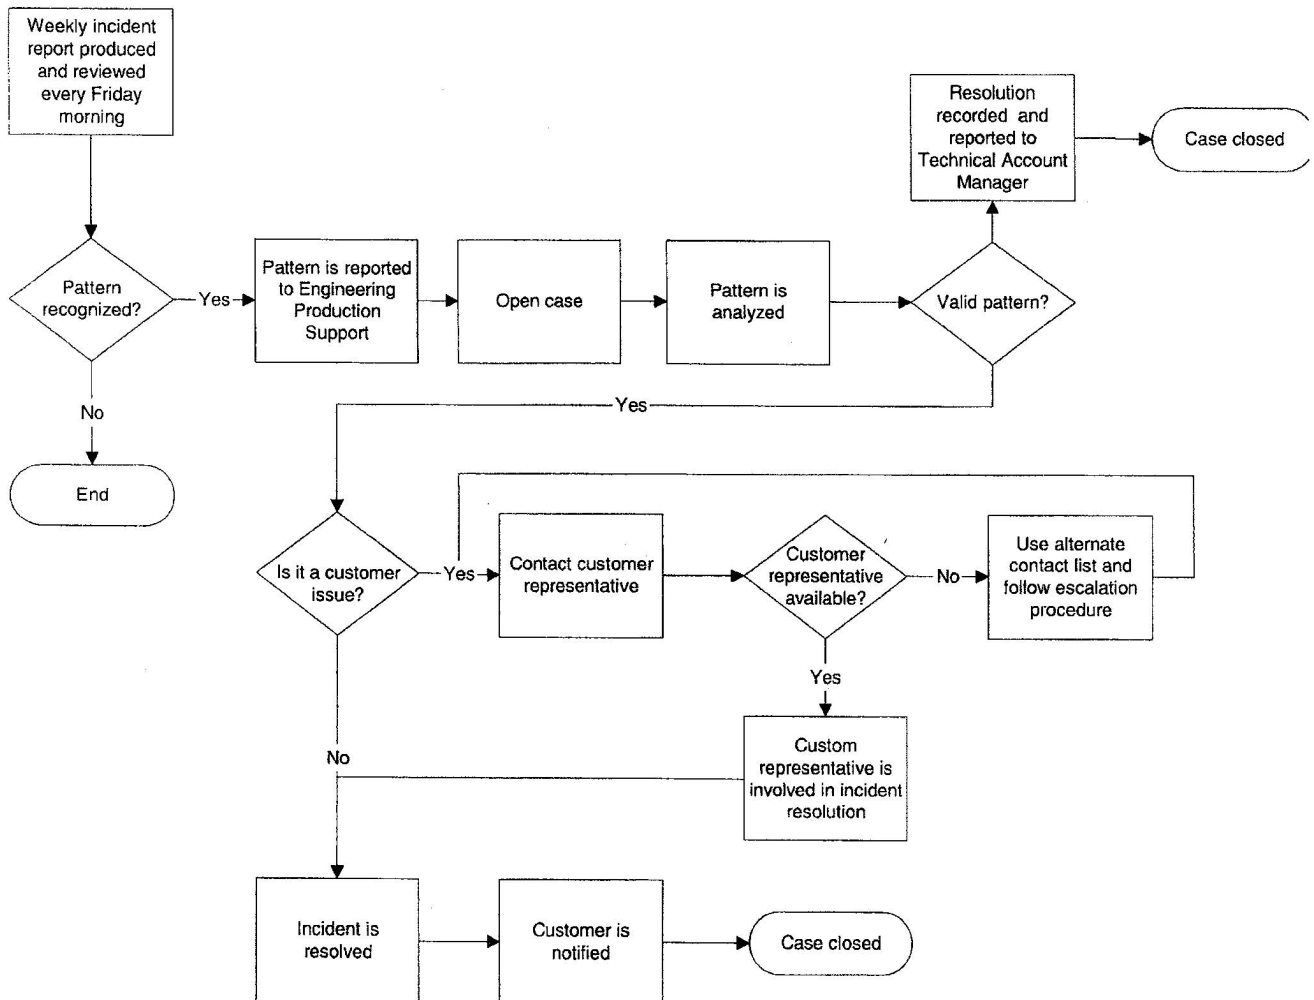 Weekly incident
report produced
and reviewed
every Friday
morning
Resolution
recorded and
reported to
Technical Account
Manager
Case closed
Pattern
recognized?
Yes
Pattern is reported
to Engineering
Production
Support
Open case
Pattern is
analyzed
Valid pattern?
No
Yes
End
Is it a customer
issue?
Yes
Contact customer
representative
Customer
representative
available?
No
Use alternate
contact list and
follow escalation
procedure
Yes
No
Custom
representative is
involved in incident
resolution
Incident is
resolved
Customer is
notified
Case closed